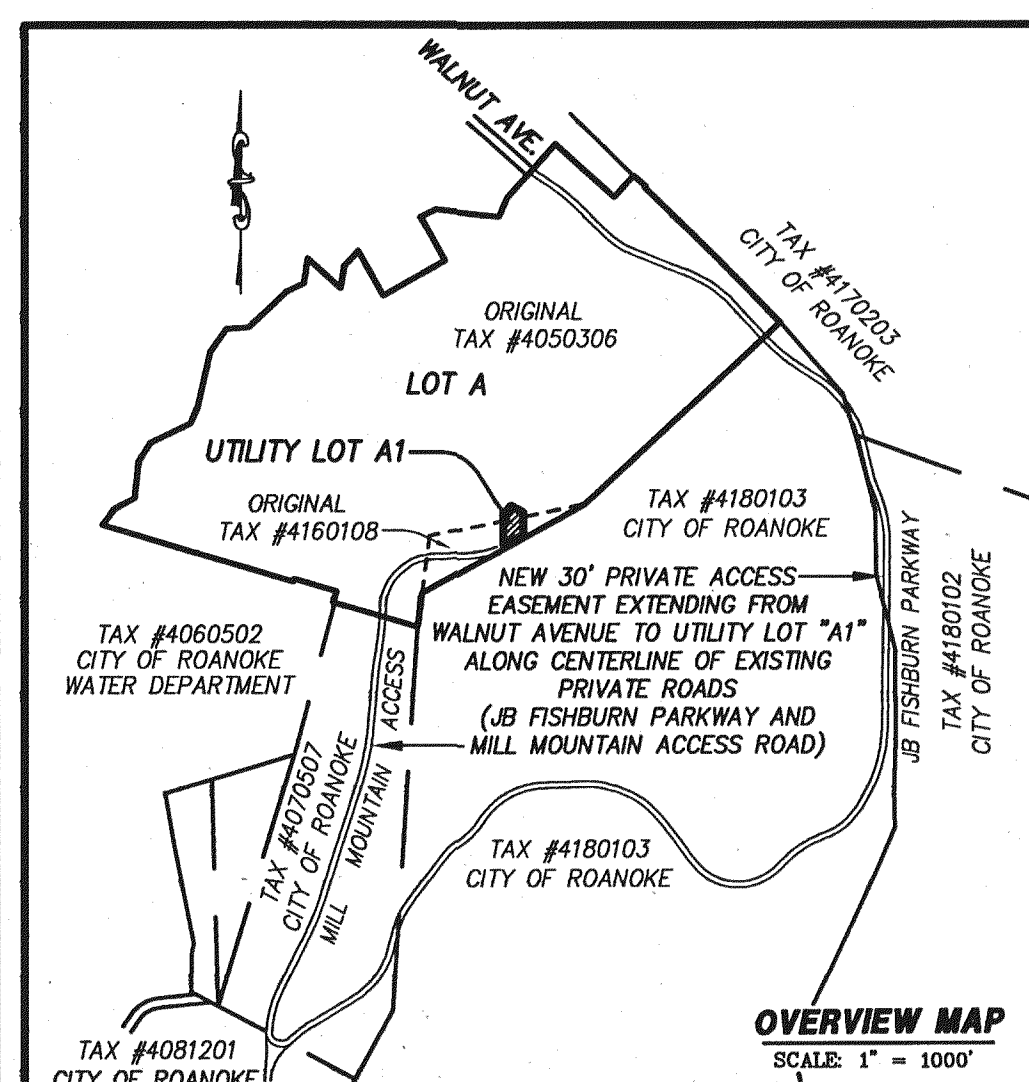 WALNUT AVE.
TAX #4170203
CITY OF ROANOKE
ORIGINAL
TAX #4050306
LOT A
UTILITY LOT A1
ORIGINAL
TAX #4160108
TAX #4180103
CITY OF ROANOKE
NEW 30' PRIVATE ACCESS
EASEMENT EXTENDING FROM
WALNUT AVENUE TO UTILITY LOT "A1"
ALONG CENTERLINE OF EXISTING
PRIVATE ROADS
(JB FISHBURN PARKWAY AND
MILL MOUNTAIN ACCESS ROAD)
JB FISHBURN PARKWAY
TAX #4180102
CITY OF ROANOKE
TAX #4060502
CITY OF ROANOKE
WATER DEPARTMENT
TAX #4070507
CITY OF ROANOKE
MILL MOUNTAIN ACCESS
TAX #4180103
CITY OF ROANOKE
TAX #4081201
CITY OF ROANOKE
OVERVIEW MAP
SCALE: 1" = 1000'